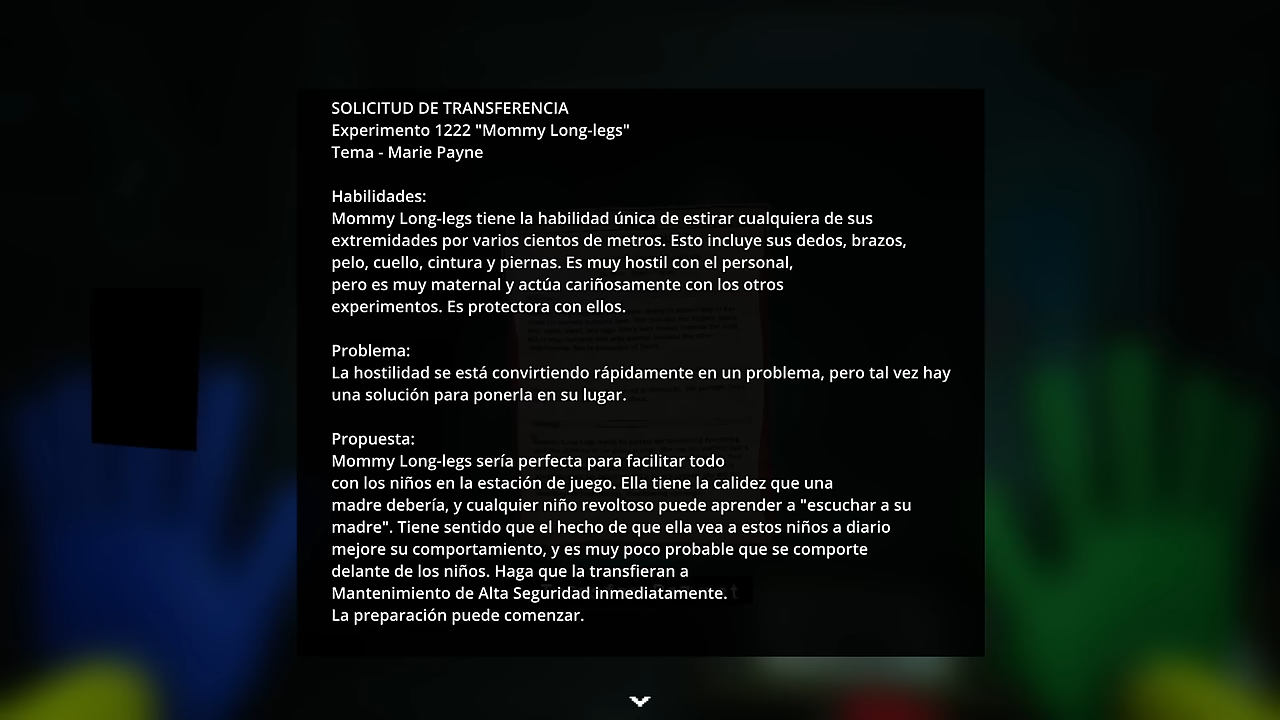 SOLICITUD DE TRANSFERENCIA
Experimento 1222 "Mommy Long-legs"
Tema - Marie Payne
Habilidades:
Mommy Long-legs tiene la habilidad única de estirar cualquiera de sus
extremidades por varios cientos de metros. Esto incluye sus dedos, brazos,
pelo, cuello, cintura y piernas. Es muy hostil con el personal,
pero es muy maternal y actúa cariñosamente con los otros
experimentos. Es protectora con ellos.
Problema:
La hostilidad se está convirtiendo rápidamente en un problema, pero tal vez hay
una solución para ponerla en su lugar.
Propuesta:
Mommy Long-legs sería perfecta para facilitar todo
con los niños en la estación de juego. Ella tiene la calidez que una
madre debería, y cualquier niño revoltoso puede aprender a "escuchar a su
madre". Tiene sentido que el hecho de que ella vea a estos niños a diario
mejore su comportamiento, y es muy poco probable que se comporte
delante de los niños. Haga que la transfieran a
Mantenimiento de Alta Seguridad inmediatamente.
La preparación puede comenzar.